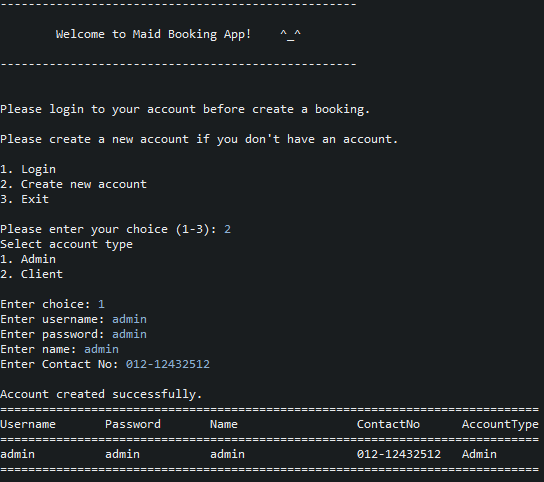 ---------------------------------------------------
Welcome to Maid Booking App!    ^_^
---------------------------------------------------
Please login to your account before create a booking.
Please create a new account if you don't have an account.
1. Login
2. Create new account
3. Exit
Please enter your choice (1-3): 2
Select account type
1. Admin
2. Client
Enter choice: 1
Enter username: admin
Enter password: admin
Enter name: admin
Enter Contact No: 012-12432512
Account created successfully.
=============================================================================
Username       Password       Name                 ContactNo      AccountType
=============================================================================
admin          admin          admin                012-12432512   Admin
=============================================================================